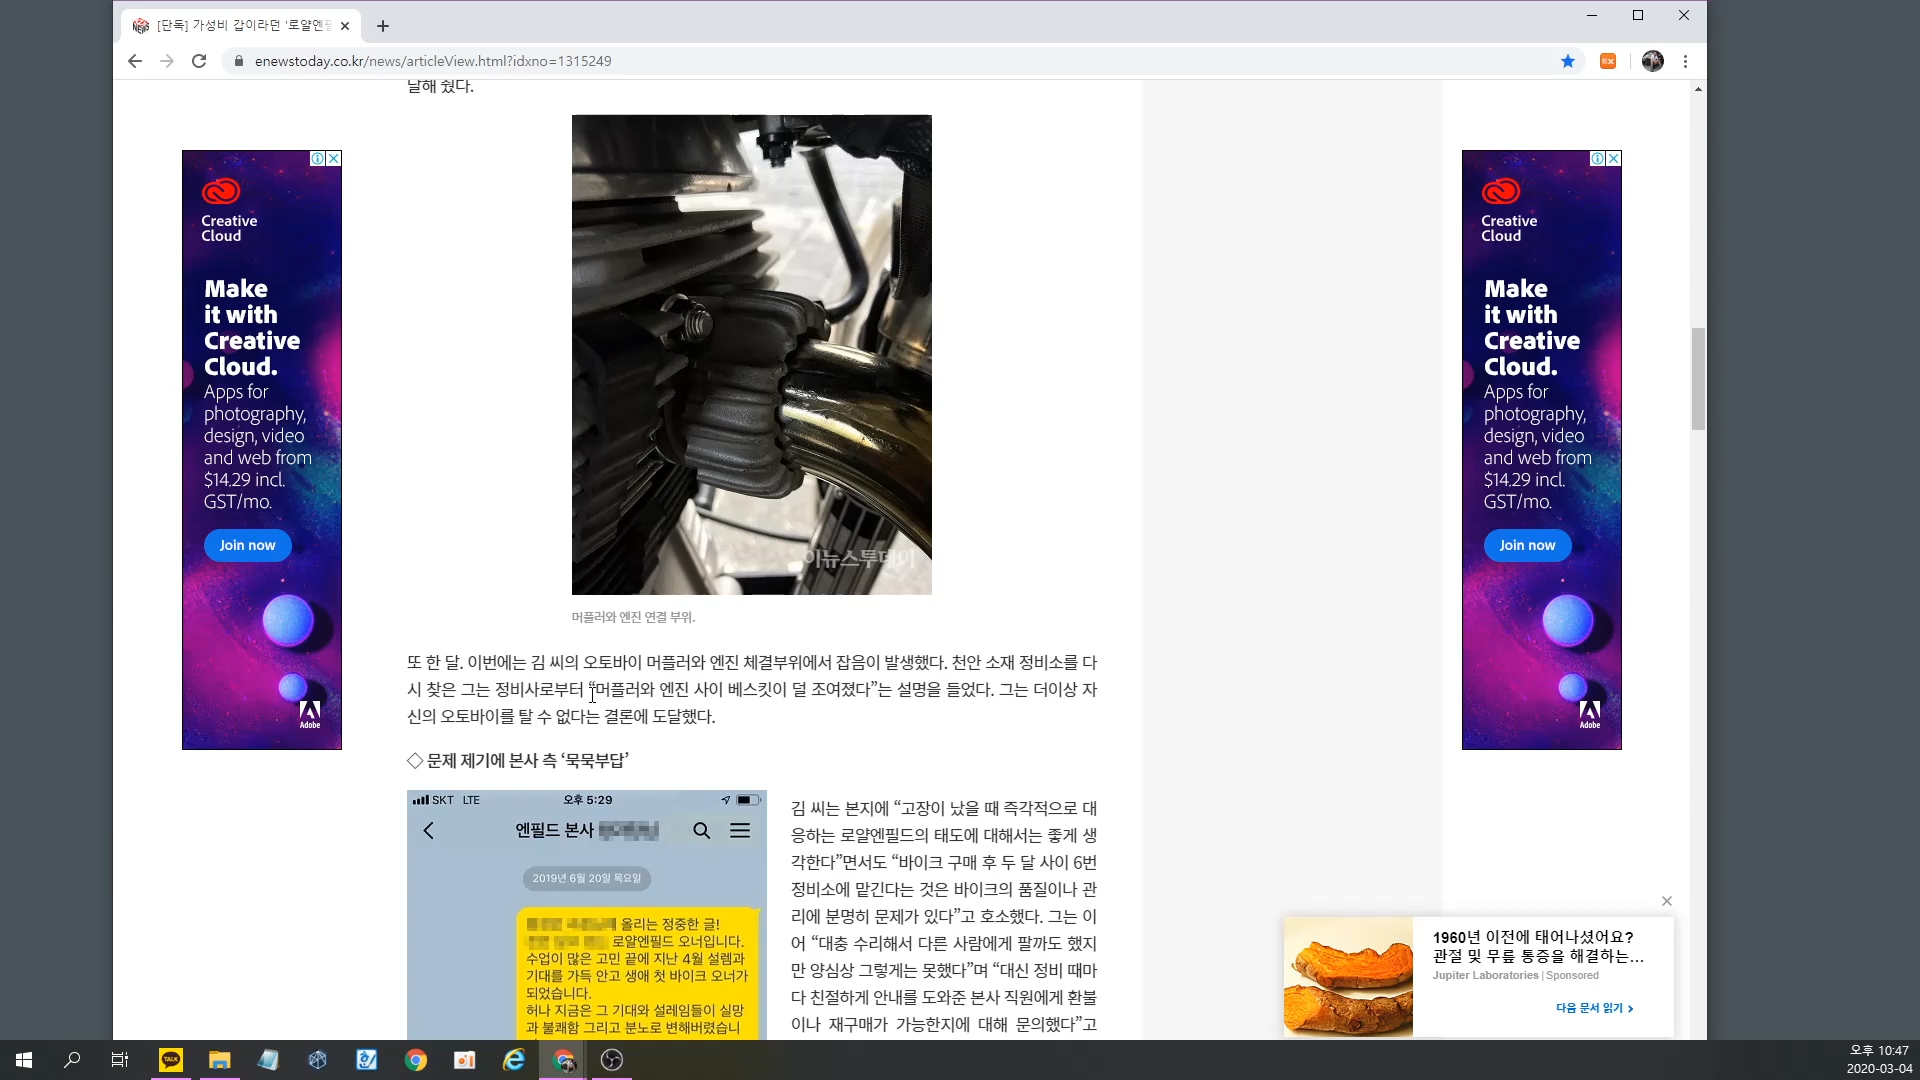 [단독] 가성비 갑이라던 '로얄엔필
enewstoday.co.kr/news/articleView.html?idxno=1315249
달해 줬다.
Creative
Cloud
Make
it with
Creative
Cloud.
Apps for
photography,
design, video
and web from
$14.29 incl.
GST/mo.
Join now
Adobe
이뉴스투데이
머플러와 엔진 연결 부위.
또 한 달. 이번에는 김 씨의 오토바이 머플러와 엔진 체결부위에서 잡음이 발생했다. 천안 소재 정비소를 다
시 찾은 그는 정비사로부터 “머플러와 엔진 사이 베스킷이 덜 조여졌다”는 설명을 들었다. 그는 더이상 자
신의 오토바이를 탈 수 없다는 결론에 도달했다.
◇ 문제 제기에 본사 측 ‘묵묵부답’
SKT LTE 오후 5:29
엔필드 본사
2019년 6월 20일 목요일
올리는 정중한 글!
로얄엔필드 오너입니다.
수업이 많은 고민 끝에 지난 4월 설렘과
기대를 가득 안고 생애 첫 바이크 오너가
되었습니다.
허나 지금은 그 기대와 설레임들이 실망
과 불쾌함 그리고 분노로 변해버렸습니
김 씨는 본지에 “고장이 났을 때 즉각적으로 대
응하는 로얄엔필드의 태도에 대해서는 좋게 생
각한다”면서도 “바이크 구매 후 두 달 사이 6번
정비소에 맡긴다는 것은 바이크의 품질이나 관
리에 분명히 문제가 있다”고 호소했다. 그는 이
어 “대충 수리해서 다른 사람에게 팔까도 했지
만 양심상 그렇게는 못했다”며 “대신 정비 때마
다 친절하게 안내를 도와준 본사 직원에게 환불
이나 재구매가 가능한지에 대해 문의했다”고
Creative
Cloud
Make
it with
Creative
Cloud.
Apps for
photography,
design, video
and web from
$14.29 incl.
GST/mo.
Join now
Adobe
1960년 이전에 태어나셨어요?
관절 및 무릎 통증을 해결하는...
Jupiter Laboratories | Sponsored
다음 문서 읽기 >
TALK
오후 10:47
2020-03-04